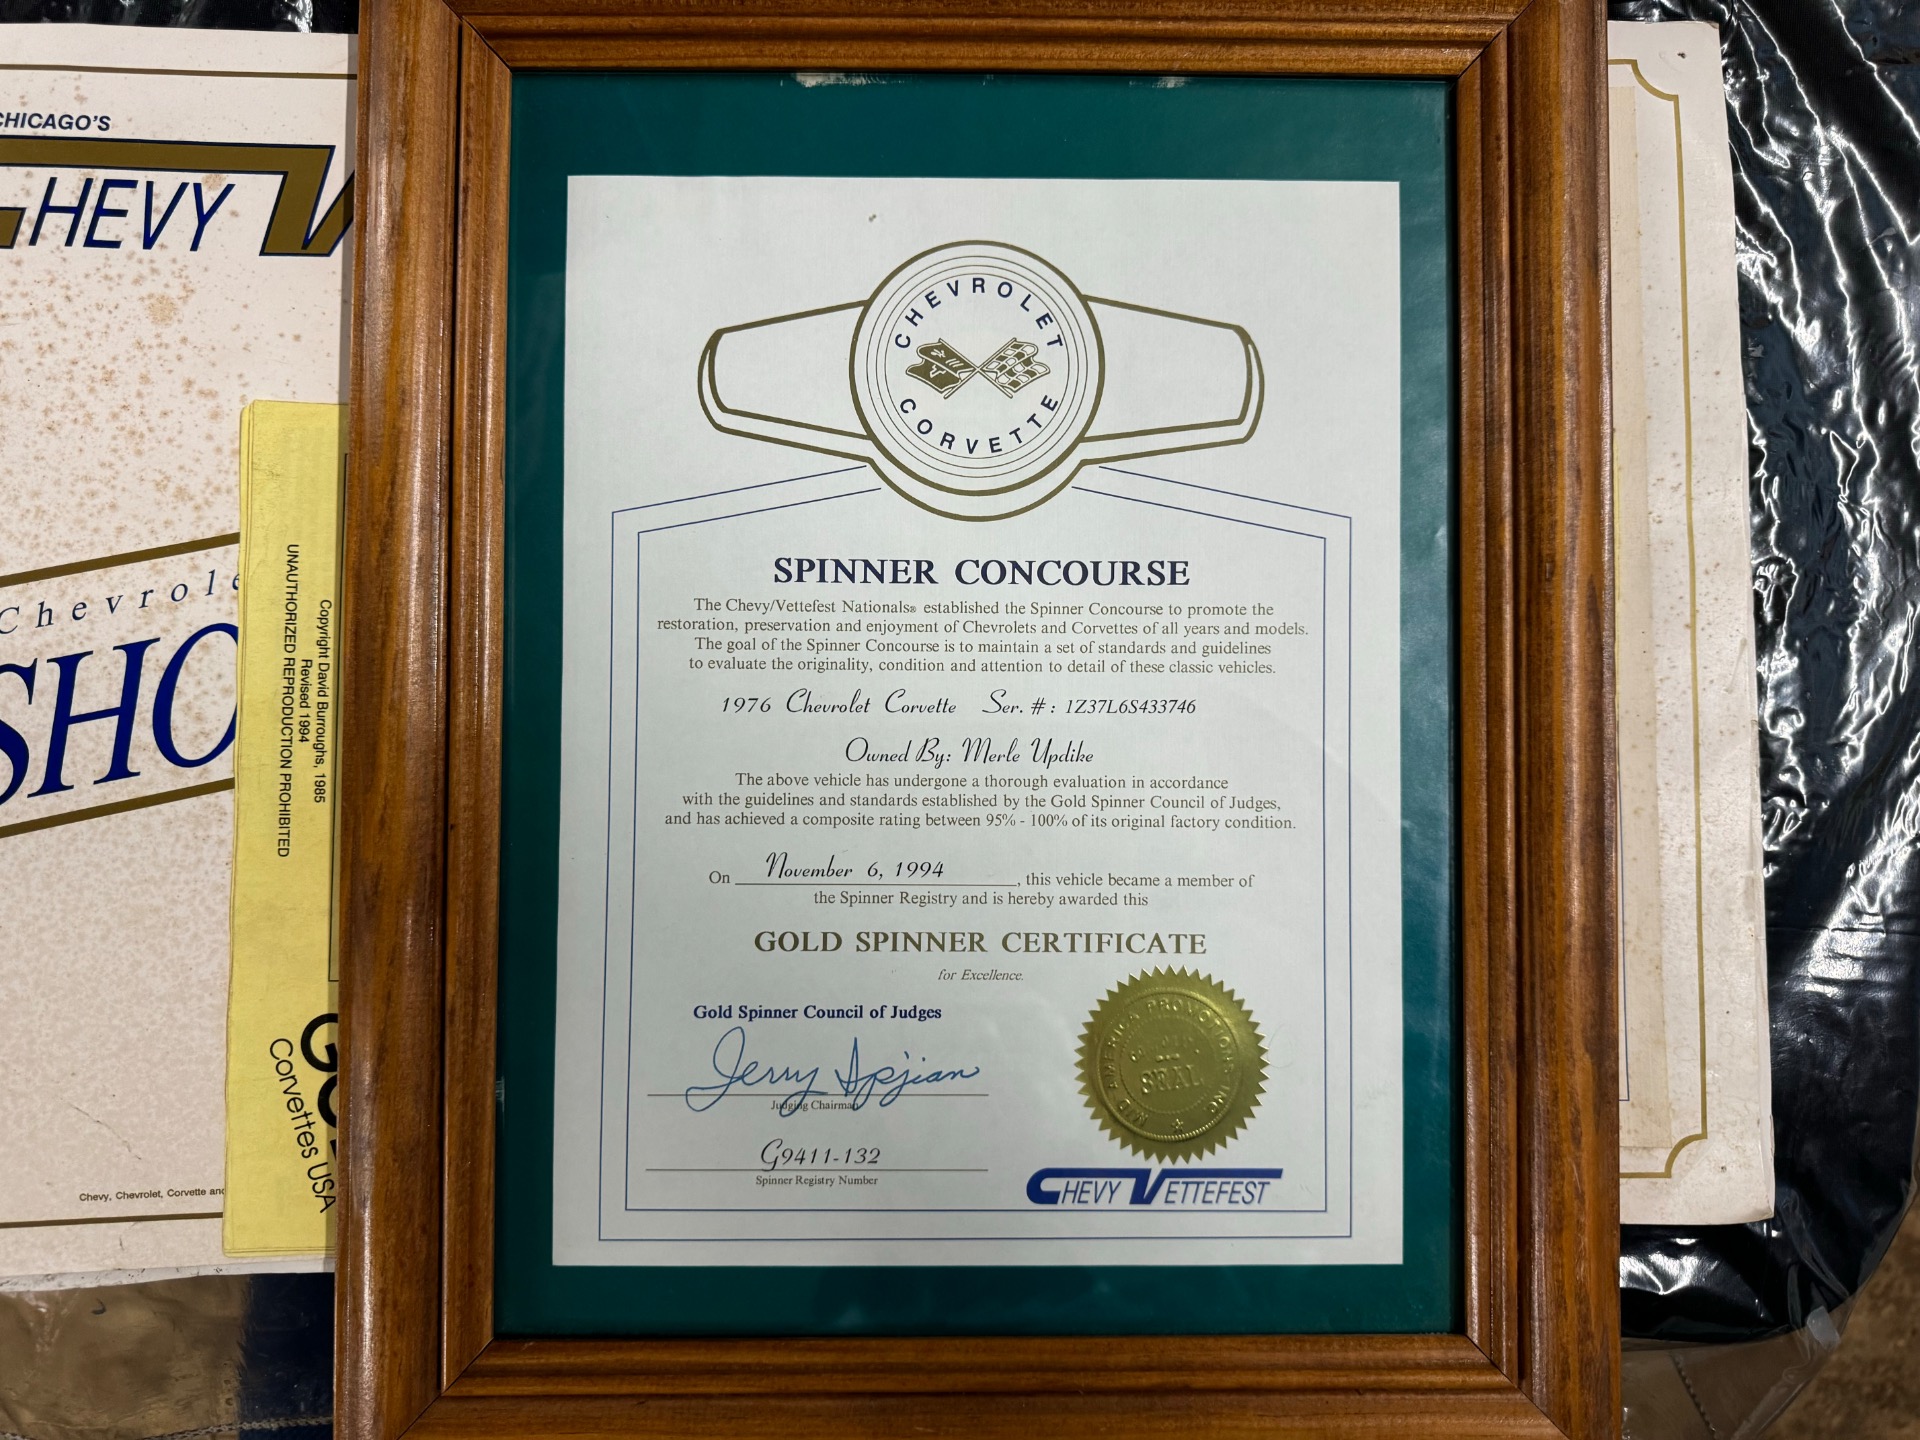 CHICAGO'S
CHEVY V
Chevrole
SHO
Chevy, Chevrolet, Corvette and
Copyright David Burroughs, 1985
Revised 1994
UNAUTHORIZED REPRODUCTION PROHIBITED
Corvettes USA
CHEVROLET
CORVETTE
SPINNER CONCOURSE
The Chevy/Vettefest Nationals® established the Spinner Concourse to promote the
restoration, preservation and enjoyment of Chevrolets and Corvettes of all years and models.
The goal of the Spinner Concourse is to maintain a set of standards and guidelines
to evaluate the originality, condition and attention to detail of these classic vehicles.
1976 Chevrolet Corvette Ser. #: 1Z37L6S433746
Owned By: Merle Updike
The above vehicle has undergone a thorough evaluation in accordance
with the guidelines and standards established by the Gold Spinner Council of Judges,
and has achieved a composite rating between 95% - 100% of its original factory condition.
On November 6, 1994, this vehicle became a member of
the Spinner Registry and is hereby awarded this
GOLD SPINNER CERTIFICATE
for Excellence.
Gold Spinner Council of Judges
Jerry
Judging Chairman
G9411-132
Spinner Registry Number
MID AMERICA PROMOTIONS INC.
SEAL
CHEVY VETTEFEST